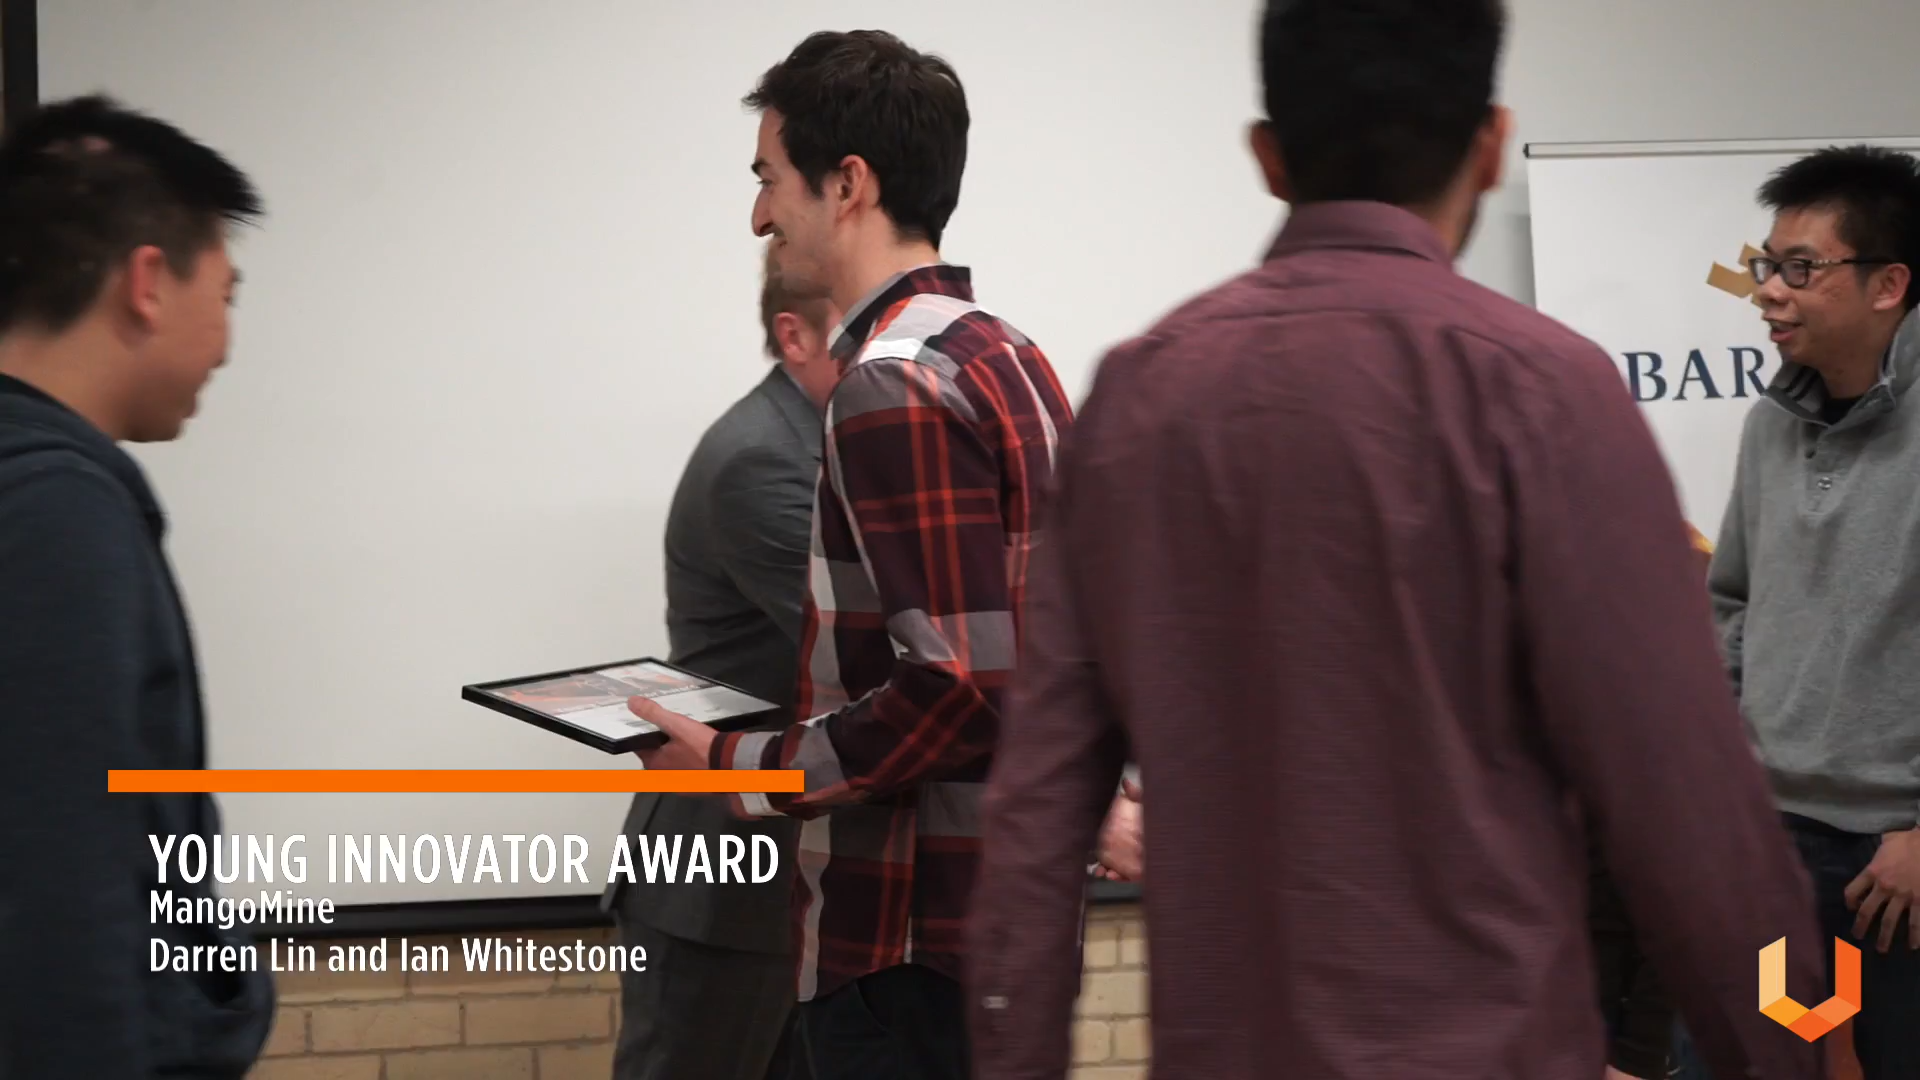 BAR
YOUNG INNOVATOR AWARD
MangoMine
Darren Lin and Ian Whitestone